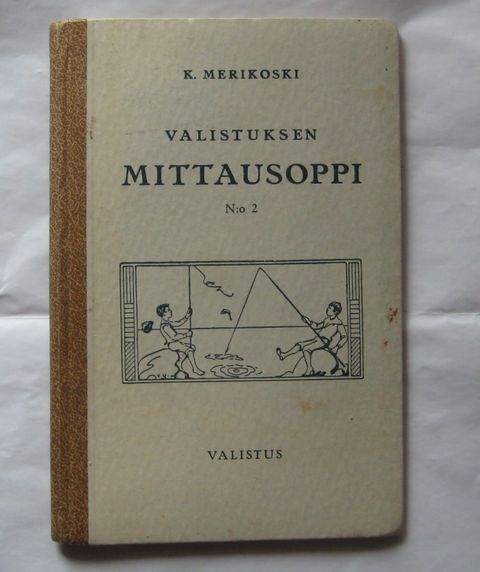 K. MERIKOSKI
VALISTUKSEN
MITTAUSOPPI
N:o 2
VALISTUS